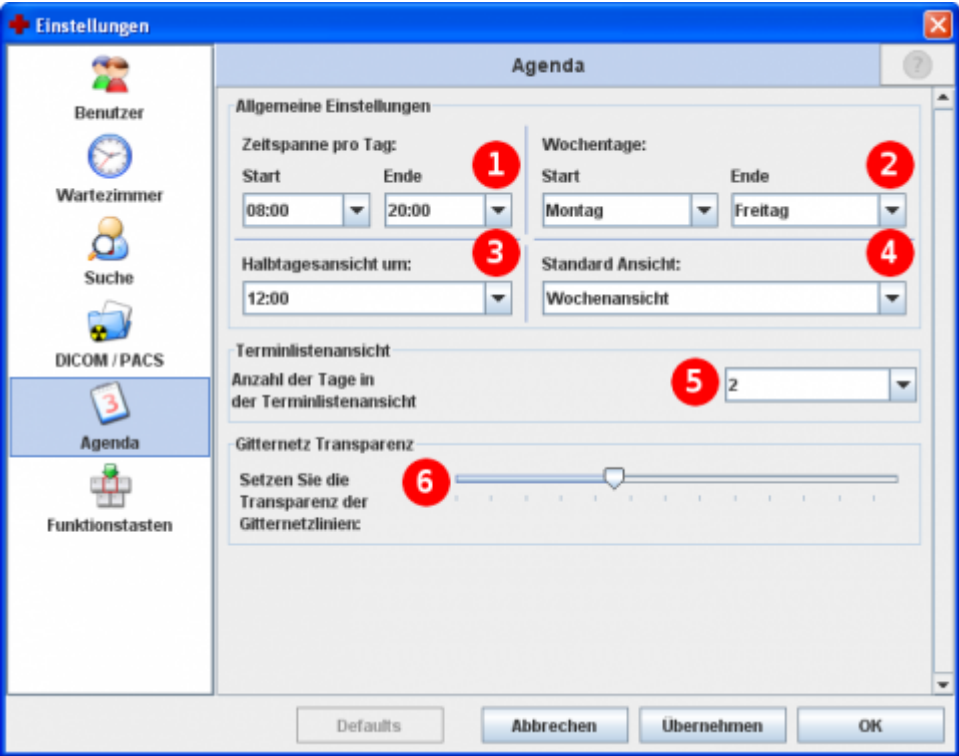 Einstellungen
Agenda
?
Benutzer
Wartezimmer
Suche
DICOM / PACS
3
Agenda
Funktionstasten
Allgemeine Einstellungen
Zeitspanne pro Tag:
1
Start Ende
08:00 20:00
Wochentage:
2
Start Ende
Montag Freitag
Halbtagesansicht um:
3
12:00
Standard Ansicht:
4
Wochenansicht
Terminlistenansicht
Anzahl der Tage in
der Terminlistenansicht
5
2
Gitternetz Transparenz
Setzen Sie die
Transparenz der
Gitternetzlinien:
6
Defaults Abbrechen Übernehmen OK